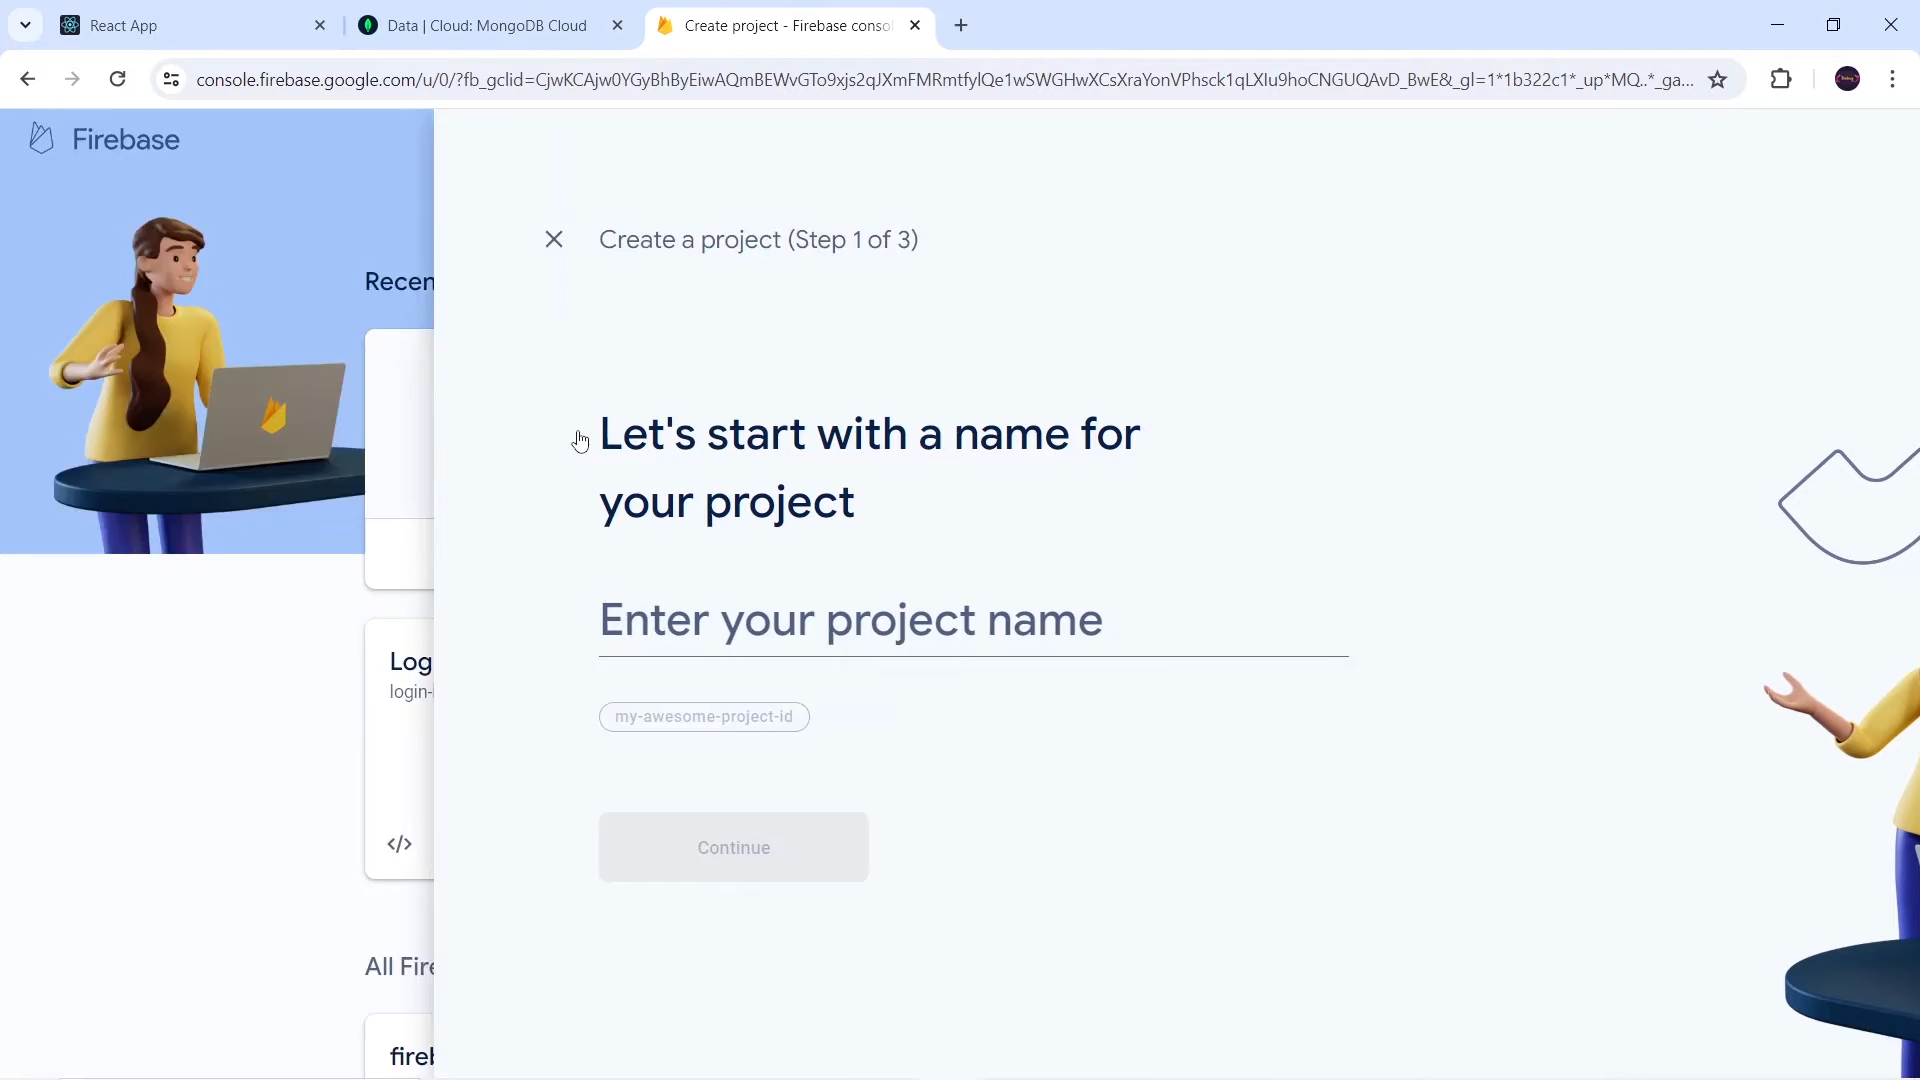 React App
Data | Cloud: MongoDB Cloud
Create project - Firebase consol
console.firebase.google.com/u/0/?fb_gclid=CjwKCAjw0YGyBhByEiwAQmBEWvGTo9xjs2qJXmFMRmtfylQe1wSWGHwXCsXraYonVPhsck1qLXIu9hoCNGUQAvD_BwE&_gl=1*1b322c1*_up*MQ..*_ga...
Firebase
Create a project (Step 1 of 3)
Recen
Let's start with a name for
your project
Enter your project name
Log
login-
my-awesome-project-id
Continue
All Fire
fireb